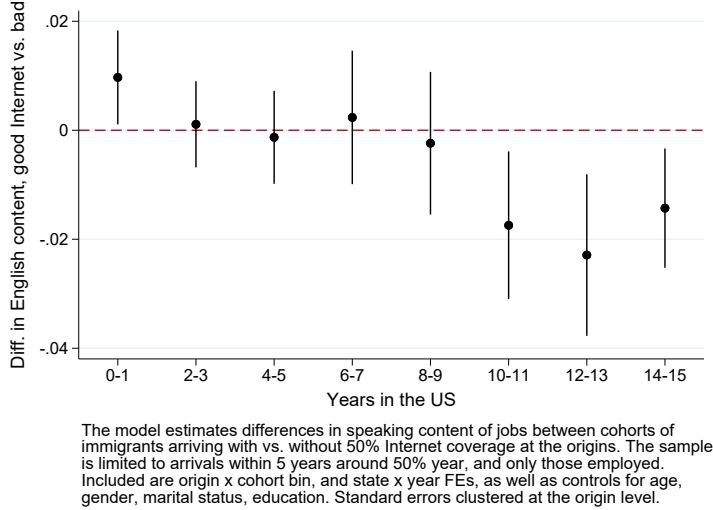 Diff. in English content, good Internet vs. bad
.02
0
-.02
-.04
0-1 2-3 4-5 6-7 8-9 10-11 12-13 14-15
Years in the US
The model estimates differences in speaking content of jobs between cohorts of
immigrants arriving with vs. without 50% Internet coverage at the origins. The sample
is limited to arrivals within 5 years around 50% year, and only those employed.
Included are origin x cohort bin, and state x year FEs, as well as controls for age,
gender, marital status, education. Standard errors clustered at the origin level.